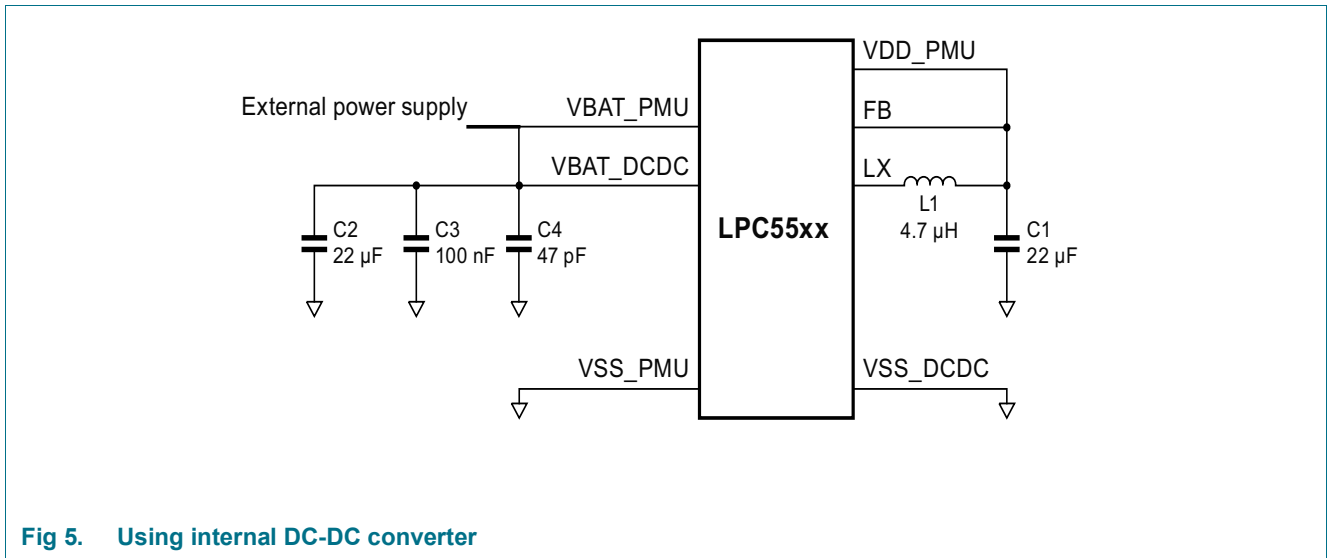 VDD_PMU
External power supply
VBAT_PMU
FB
VBAT_DCDC
LX
LPC55xx
L1
4.7 µH
C2
22 µF
C3
100 nF
C4
47 pF
C1
22 µF
VSS_PMU
VSS_DCDC
Fig 5. Using internal DC-DC converter